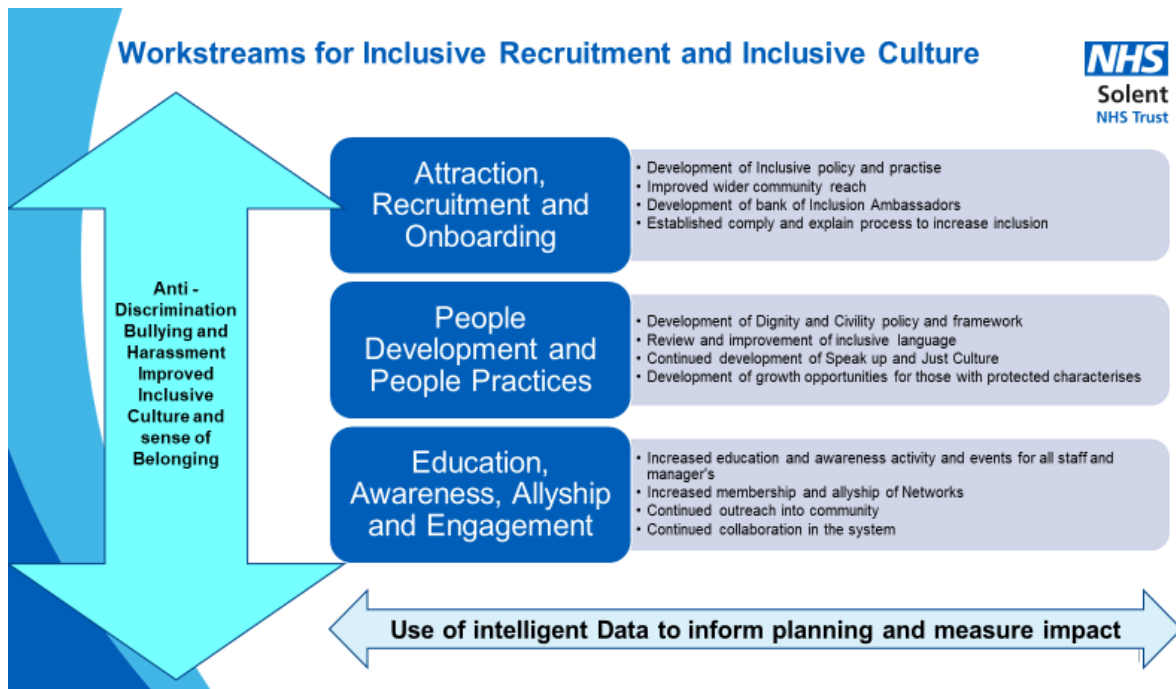 Workstreams for Inclusive Recruitment and Inclusive Culture
NHS
Solent
NHS Trust
Anti -
Discrimination
Bullying and
Harassment
Improved
Inclusive
Culture and
sense of
Belonging
Attraction,
Recruitment and
Onboarding
• Development of Inclusive policy and practise
• Improved wider community reach
• Development of bank of Inclusion Ambassadors
• Established comply and explain process to increase inclusion
People
Development and
People Practices
• Development of Dignity and Civility policy and framework
• Review and improvement of inclusive language
• Continued development of Speak up and Just Culture
• Development of growth opportunities for those with protected characterises
Education,
Awareness, Allyship
and Engagement
• Increased education and awareness activity and events for all staff and
manager's
• Increased membership and allyship of Networks
• Continued outreach into community
• Continued collaboration in the system
Use of intelligent Data to inform planning and measure impact